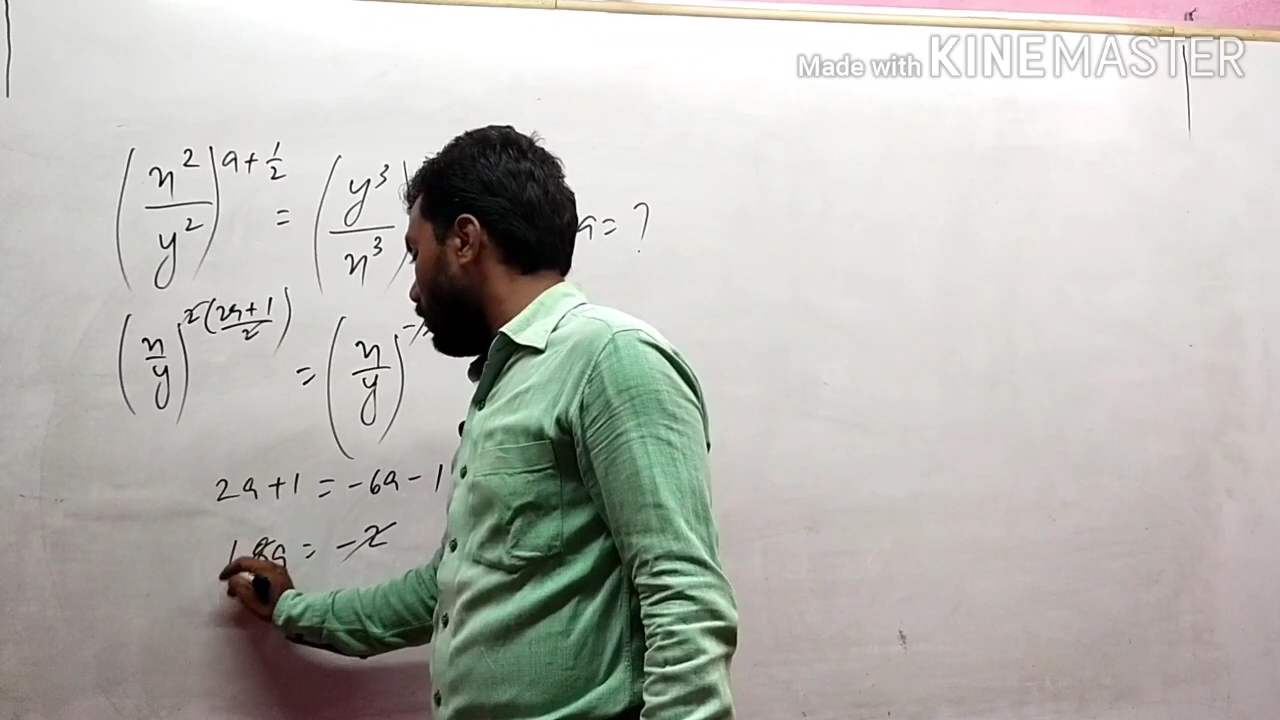 Made with KINEMASTER
(x²/y²)^(a+1/2) = (y³/x³) a = ?
(x/y)^2(2a+1/2) = (x/y)^-
2a+1 = -6a-1
8a = -2